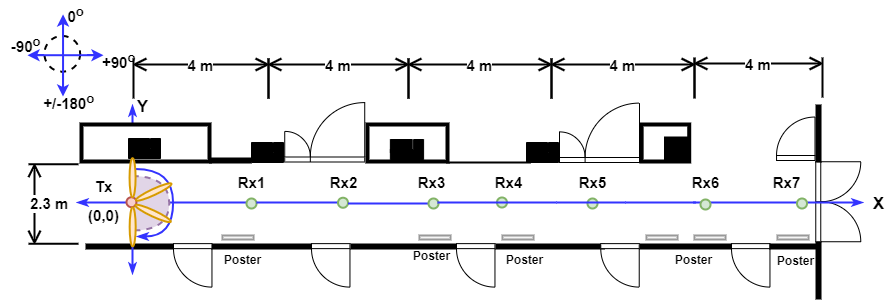 0°
-90°
+90°
+/-180°
4 m
4 m
4 m
4 m
4 m
Y
2.3 m
Tx
(0,0)
Rx1
Rx2
Rx3
Rx4
Rx5
Rx6
Rx7
X
Poster
Poster
Poster
Poster
Poster